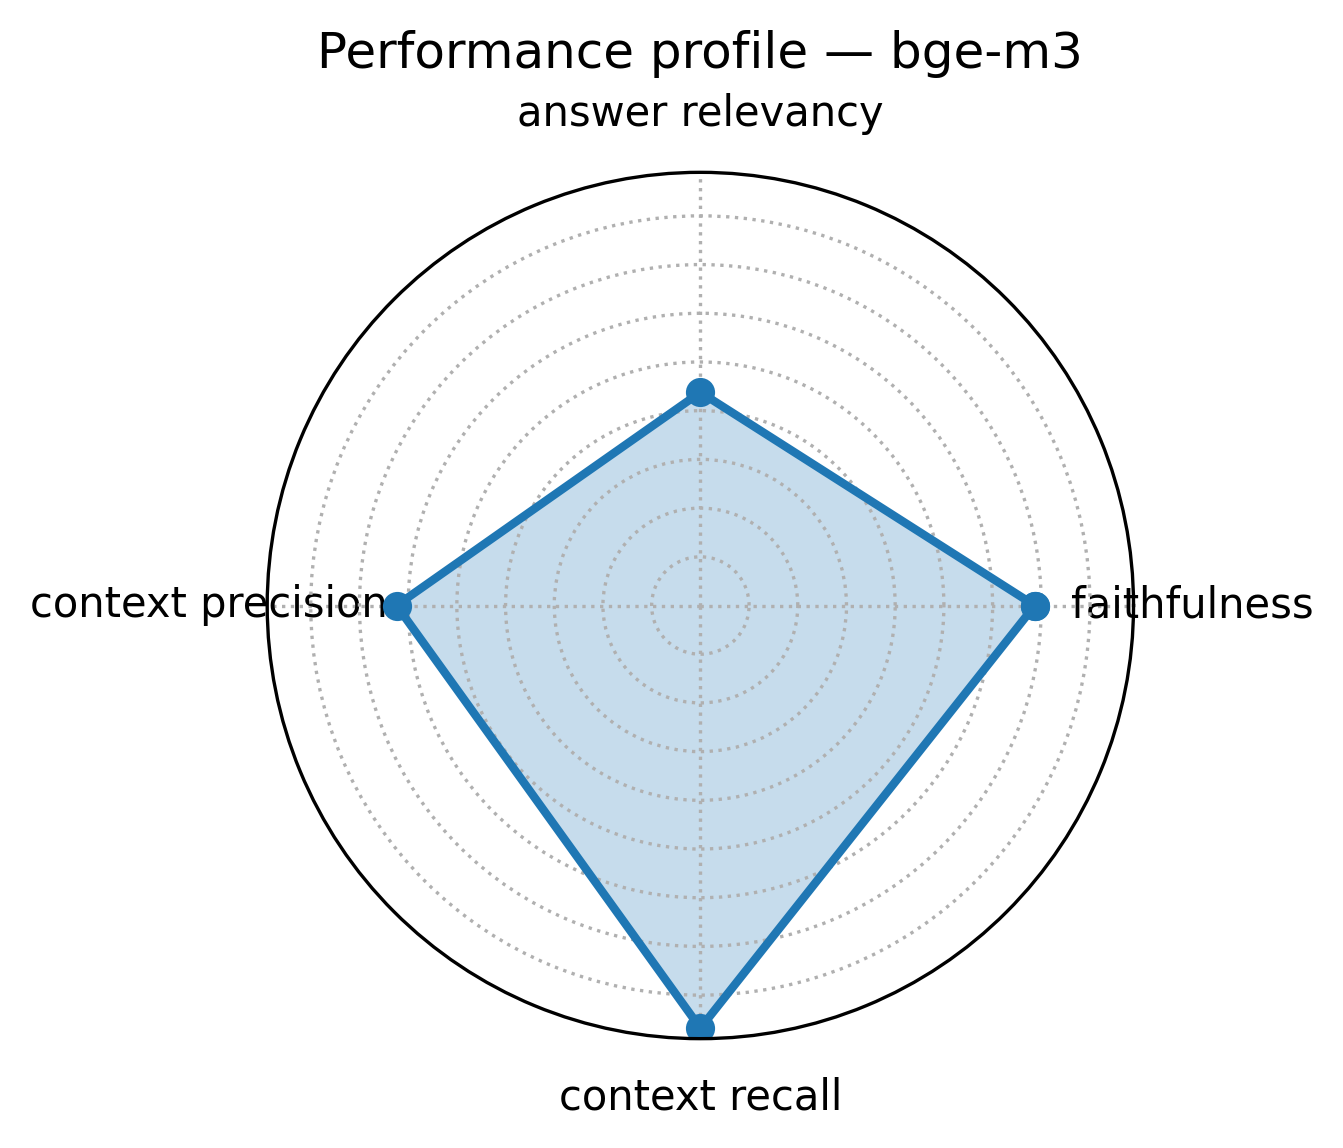 Performance profile — bge-m3
answer relevancy
context precision
faithfulness
context recall